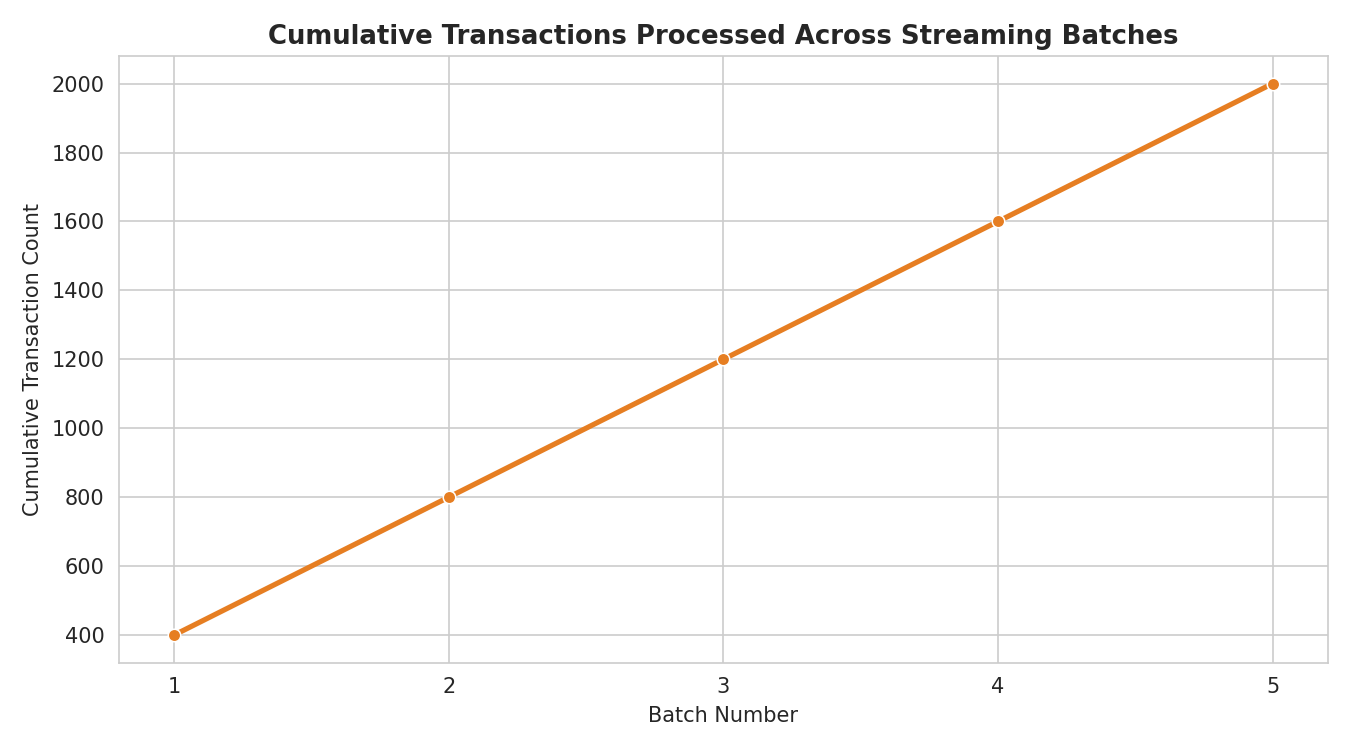 Cumulative Transactions Processed Across Streaming Batches
Cumulative Transaction Count
2000
1800
1600
1400
1200
1000
800
600
400
1 2 3 4 5
Batch Number